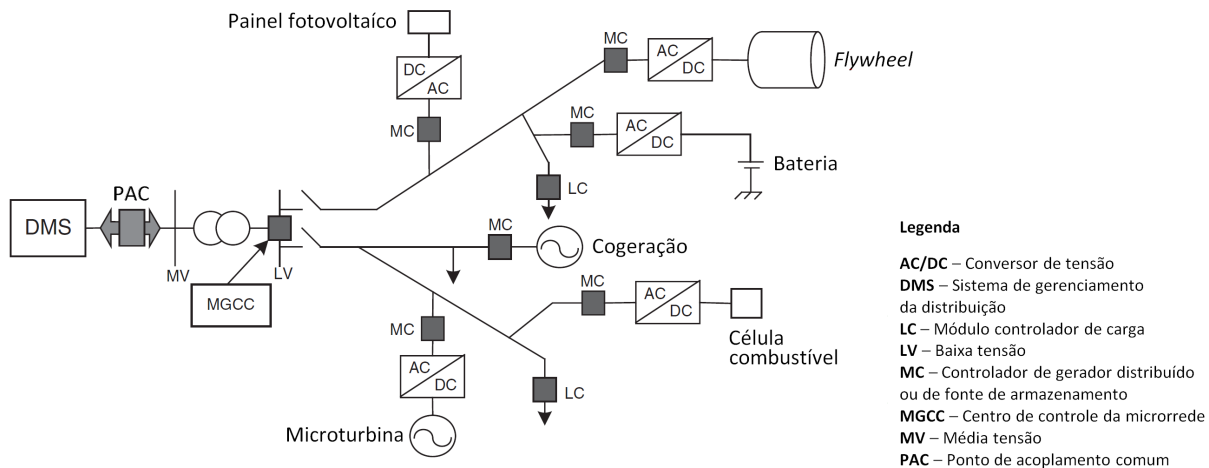 Painel fotovoltaíco
DC
AC
MC
MC
AC
DC
Flywheel
MC
AC
DC
Bateria
LC
PAC
DMS
MV
LV
MGCC
MC
Cogeração
MC
AC
DC
Célula
combustível
MC
AC
DC
LC
Microturbina
Legenda
AC/DC – Conversor de tensão
DMS – Sistema de gerenciamento
da distribuição
LC – Módulo controlador de carga
LV – Baixa tensão
MC – Controlador de gerador distribuído
ou de fonte de armazenamento
MGCC – Centro de controle da microrrede
MV – Média tensão
PAC – Ponto de acoplamento comum